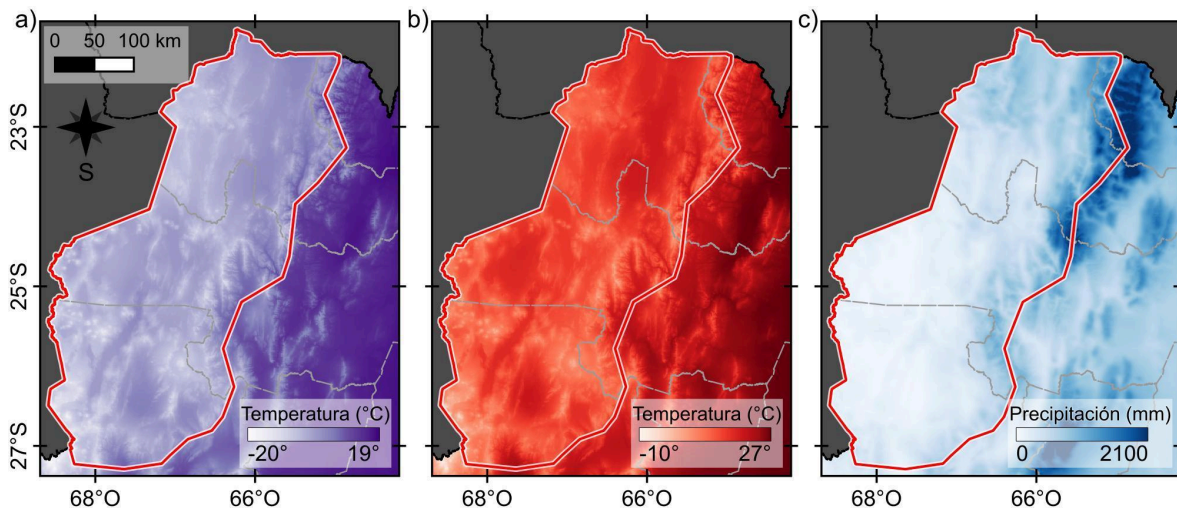 a)
0 50 100 km
S
23°S
25°S
27°S
68°O 66°O
Temperatura (°C)
-20° 19°
b)
68°O 66°O
Temperatura (°C)
-10° 27°
c)
68°O 66°O
Precipitación (mm)
0 2100